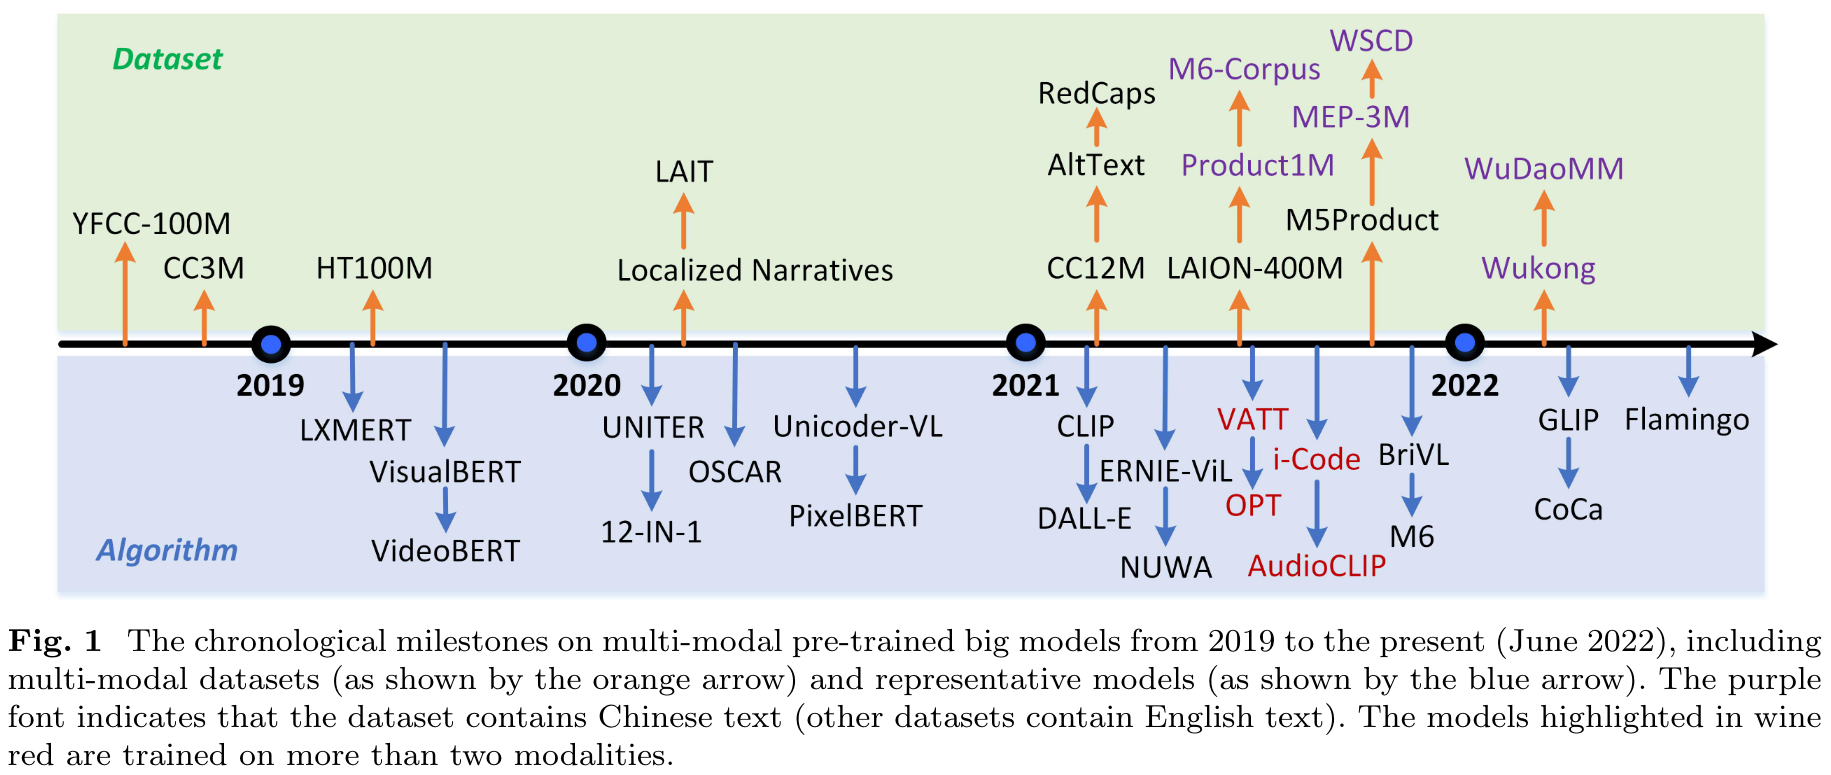 Dataset
WSCD
M6-Corpus
RedCaps
MEP-3M
LAIT
AltText
Product1M
WuDaoMM
YFCC-100M
M5Product
CC3M
HT100M
Localized Narratives
CC12M
LAION-400M
Wukong
2019
2020
2021
2022
LXMERT
UNITER
Unicoder-VL
CLIP
VATT
GLIP
Flamingo
VisualBERT
OSCAR
ERNIE-ViL
i-Code
BriVL
12-IN-1
PixelBERT
DALL-E
OPT
CoCa
Algorithm
VideoBERT
NUWA
AudioCLIP
M6
Fig. 1 The chronological milestones on multi-modal pre-trained big models from 2019 to the present (June 2022), including
multi-modal datasets (as shown by the orange arrow) and representative models (as shown by the blue arrow). The purple
font indicates that the dataset contains Chinese text (other datasets contain English text). The models highlighted in wine
red are trained on more than two modalities.